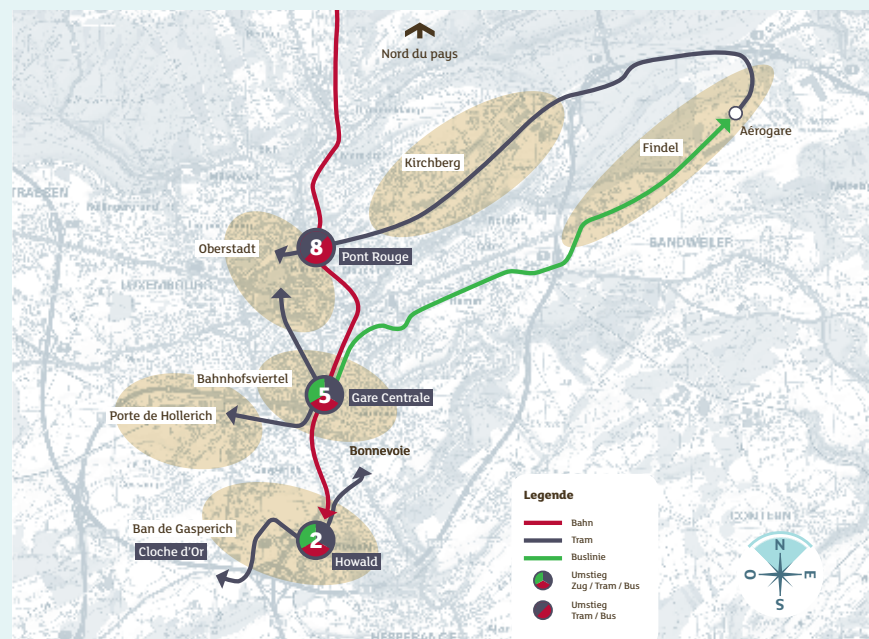 Nord du pays
Aérogare
Findel
Kirchberg
Oberstadt
8
Pont Rouge
BANDWEILER
LUXEMBOURG
Bahnhofsviertel
5
Gare Centrale
Porte de Hollerich
Bonnevoie
Ban de Gasperich
Cloche d'Or
2
Howald
Legende
Bahn
Tram
Buslinie
Umstieg
Zug / Tram / Bus
Umstieg
Tram / Bus
N
O
E
S